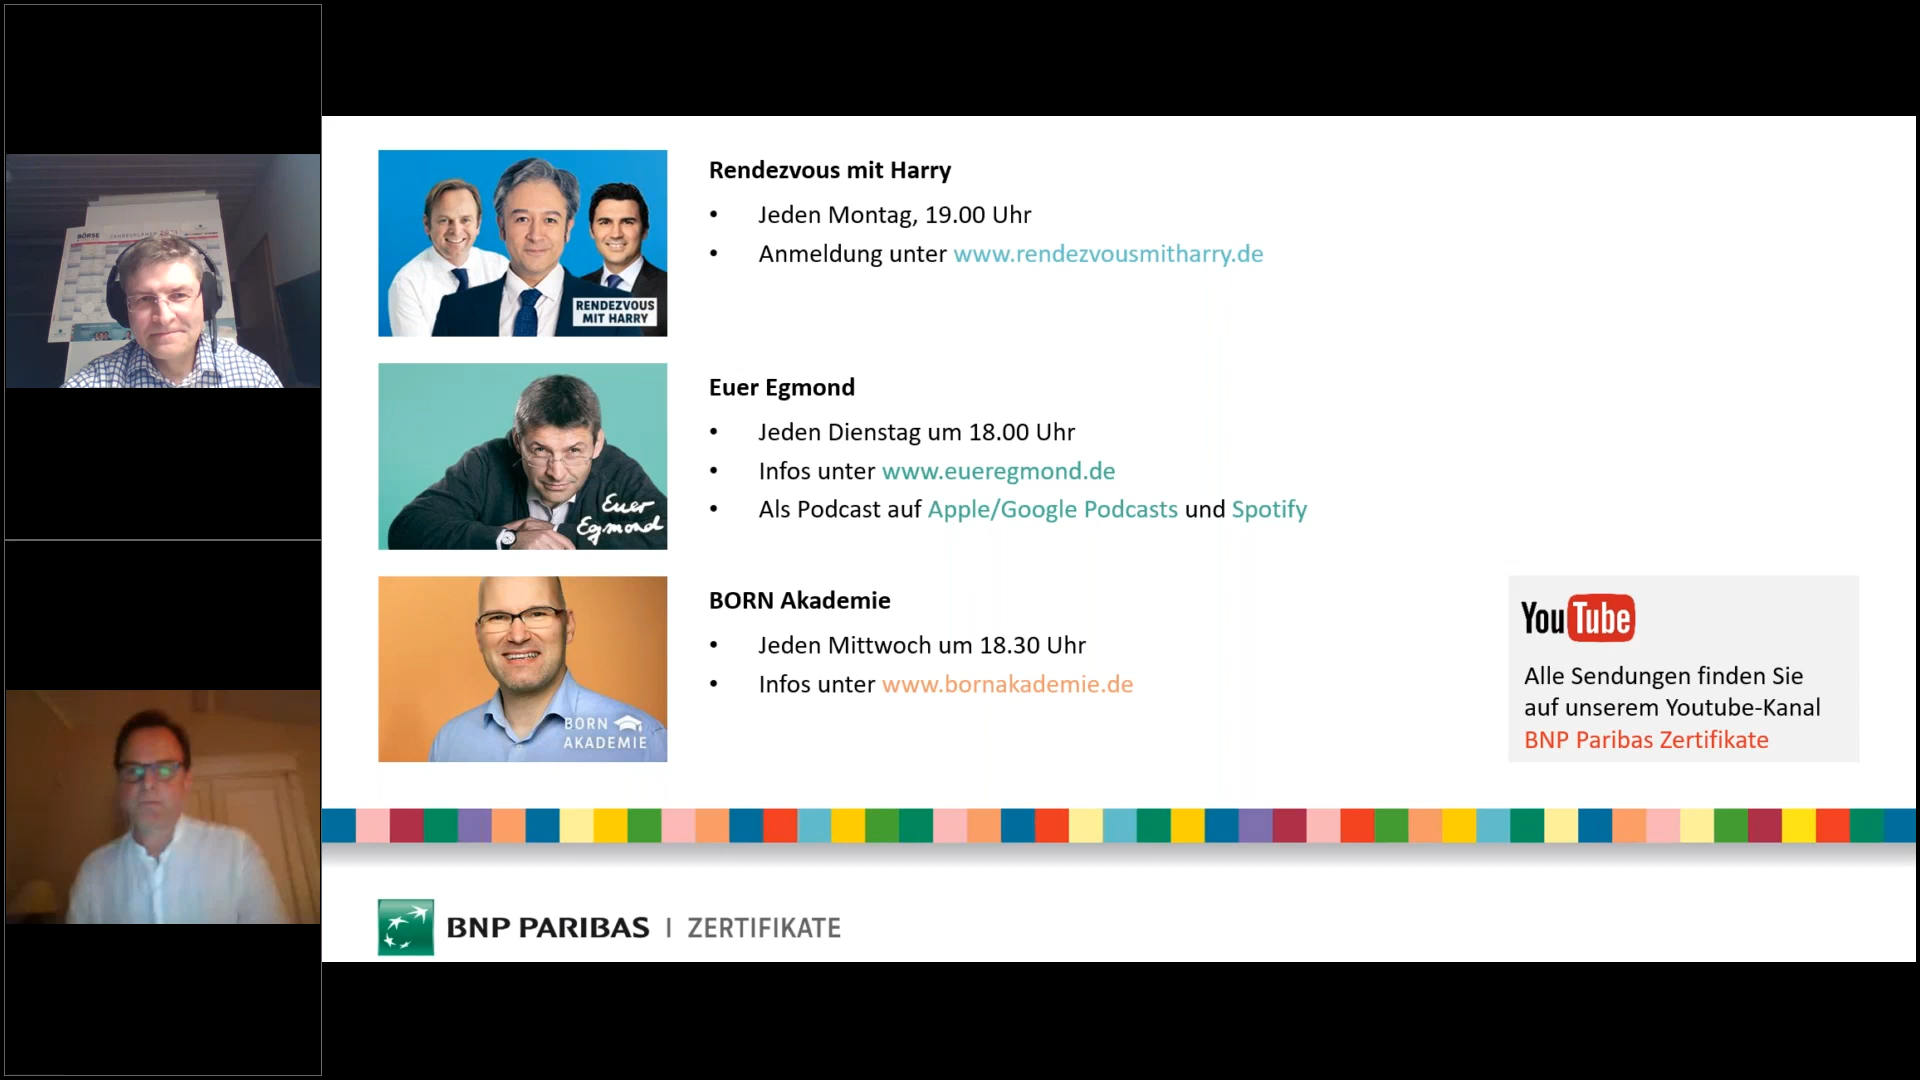 BÖRSE
JAHRESPLANER
RENDEZVOUS
MIT HARRY
Rendezvous mit Harry
• Jeden Montag, 19.00 Uhr
• Anmeldung unter www.rendezvousmitharry.de
Euer
Egmond
Euer Egmond
• Jeden Dienstag um 18.00 Uhr
• Infos unter www.eueregmond.de
• Als Podcast auf Apple/Google Podcasts und Spotify
BORN
AKADEMIE
BORN Akademie
• Jeden Mittwoch um 18.30 Uhr
• Infos unter www.bornakademie.de
YouTube
Alle Sendungen finden Sie
auf unserem Youtube-Kanal
BNP Paribas Zertifikate
BNP PARIBAS | ZERTIFIKATE